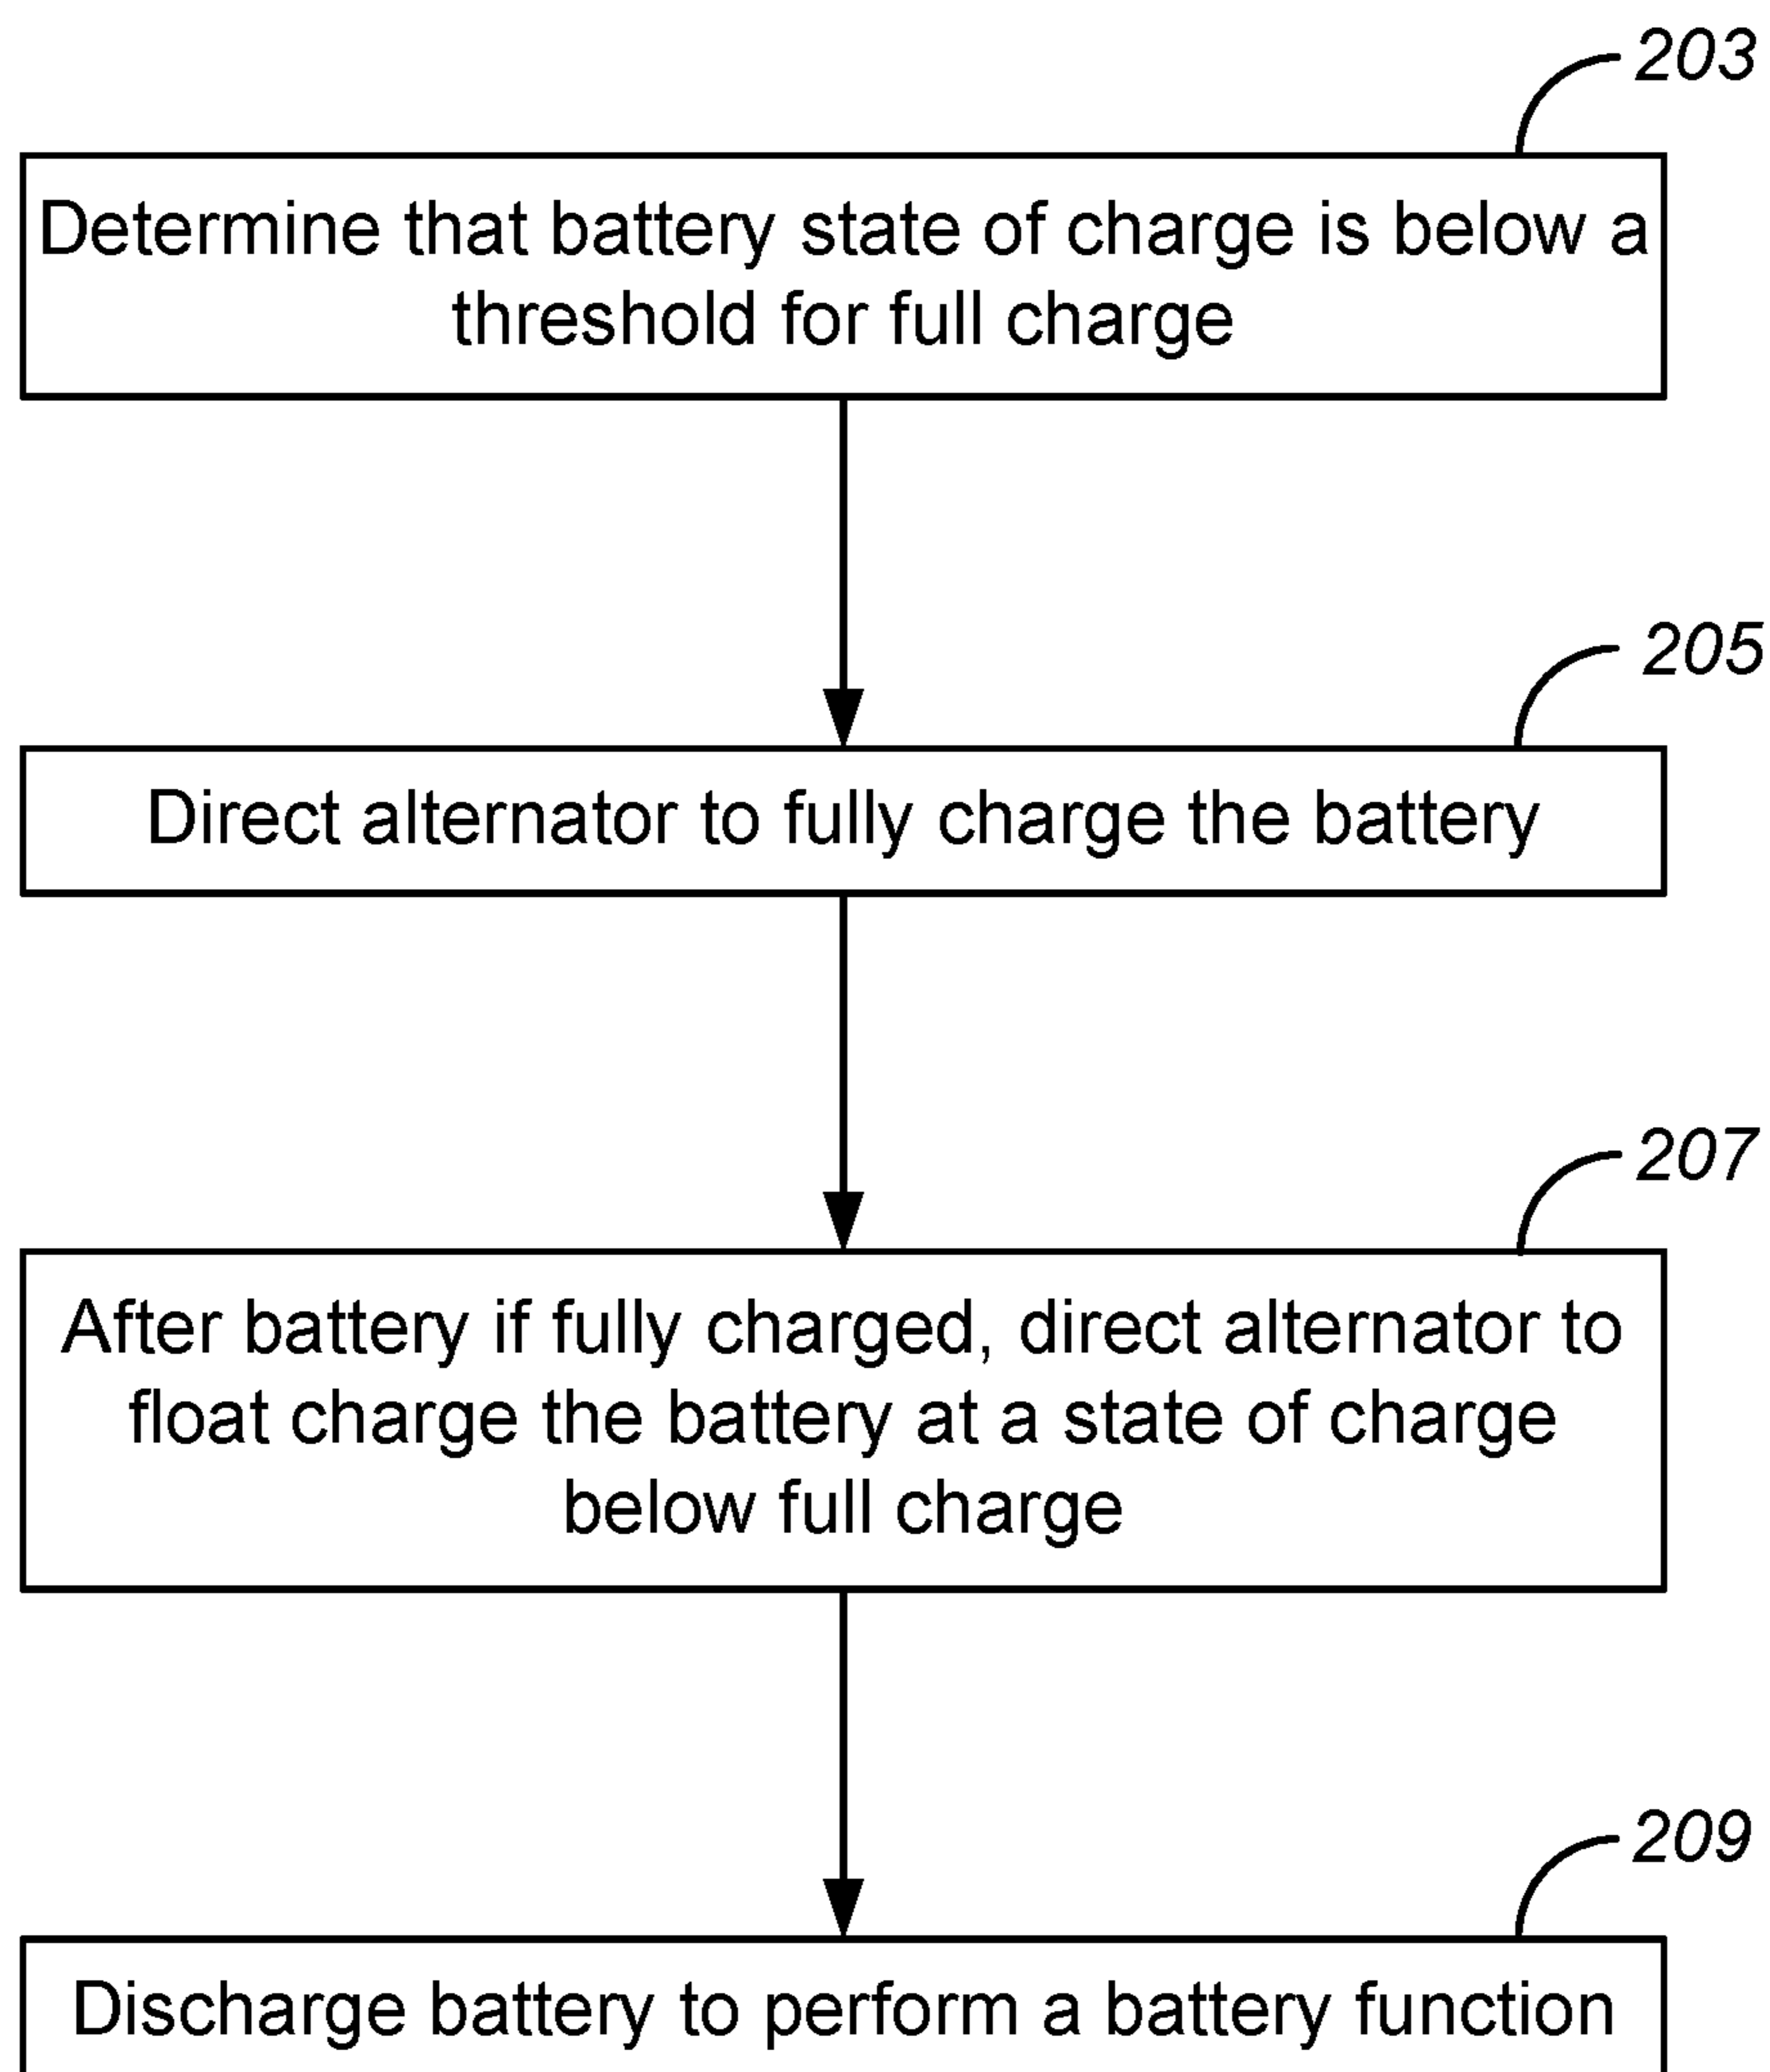 203
Determine that battery state of charge is below a
threshold for full charge
205
Direct alternator to fully charge the battery
207
After battery if fully charged, direct alternator to
float charge the battery at a state of charge
below full charge
209
Discharge battery to perform a battery function